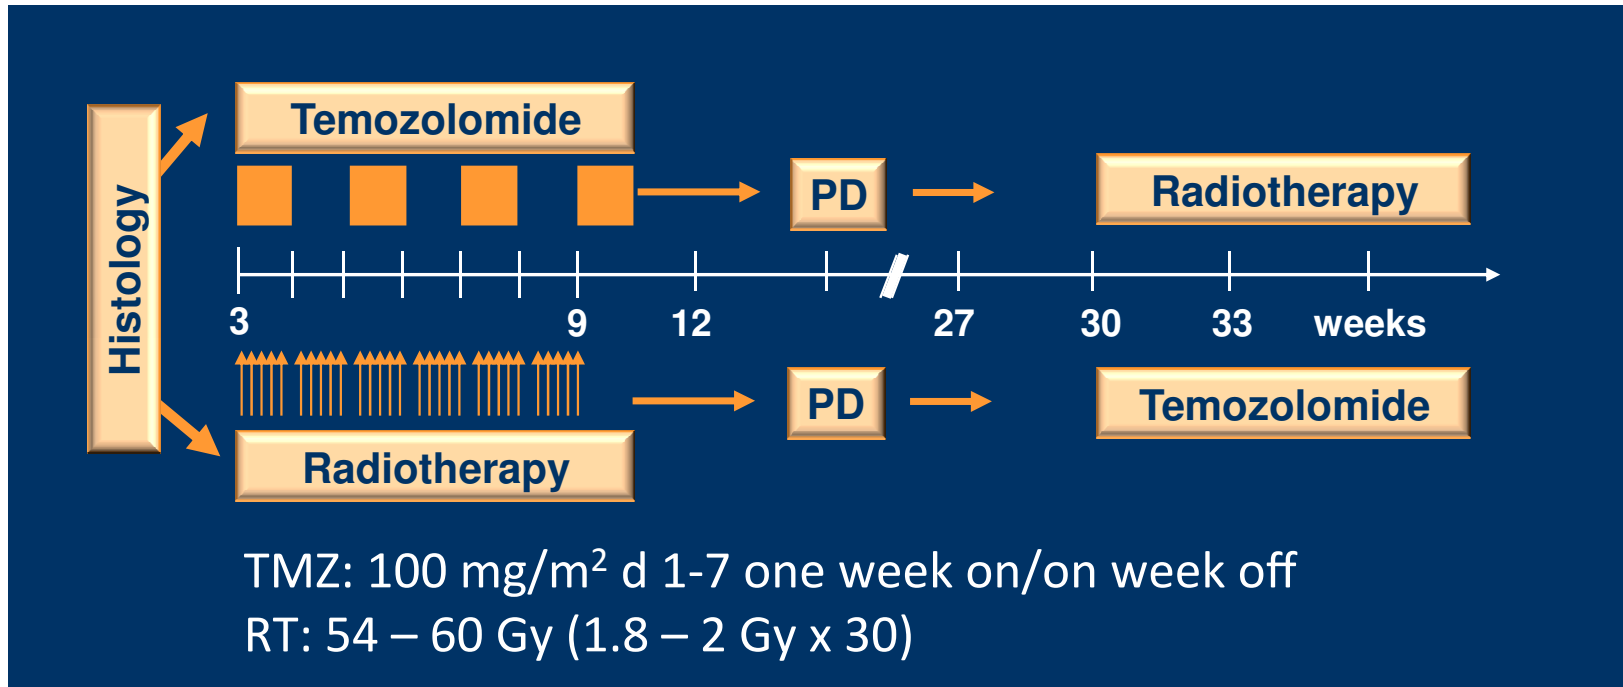 Histology
Temozolomide
PD
Radiotherapy
3 9 12 27 30 33 weeks
PD
Temozolomide
Radiotherapy
TMZ: 100 mg/m² d 1-7 one week on/on week off
RT: 54 – 60 Gy (1.8 – 2 Gy x 30)